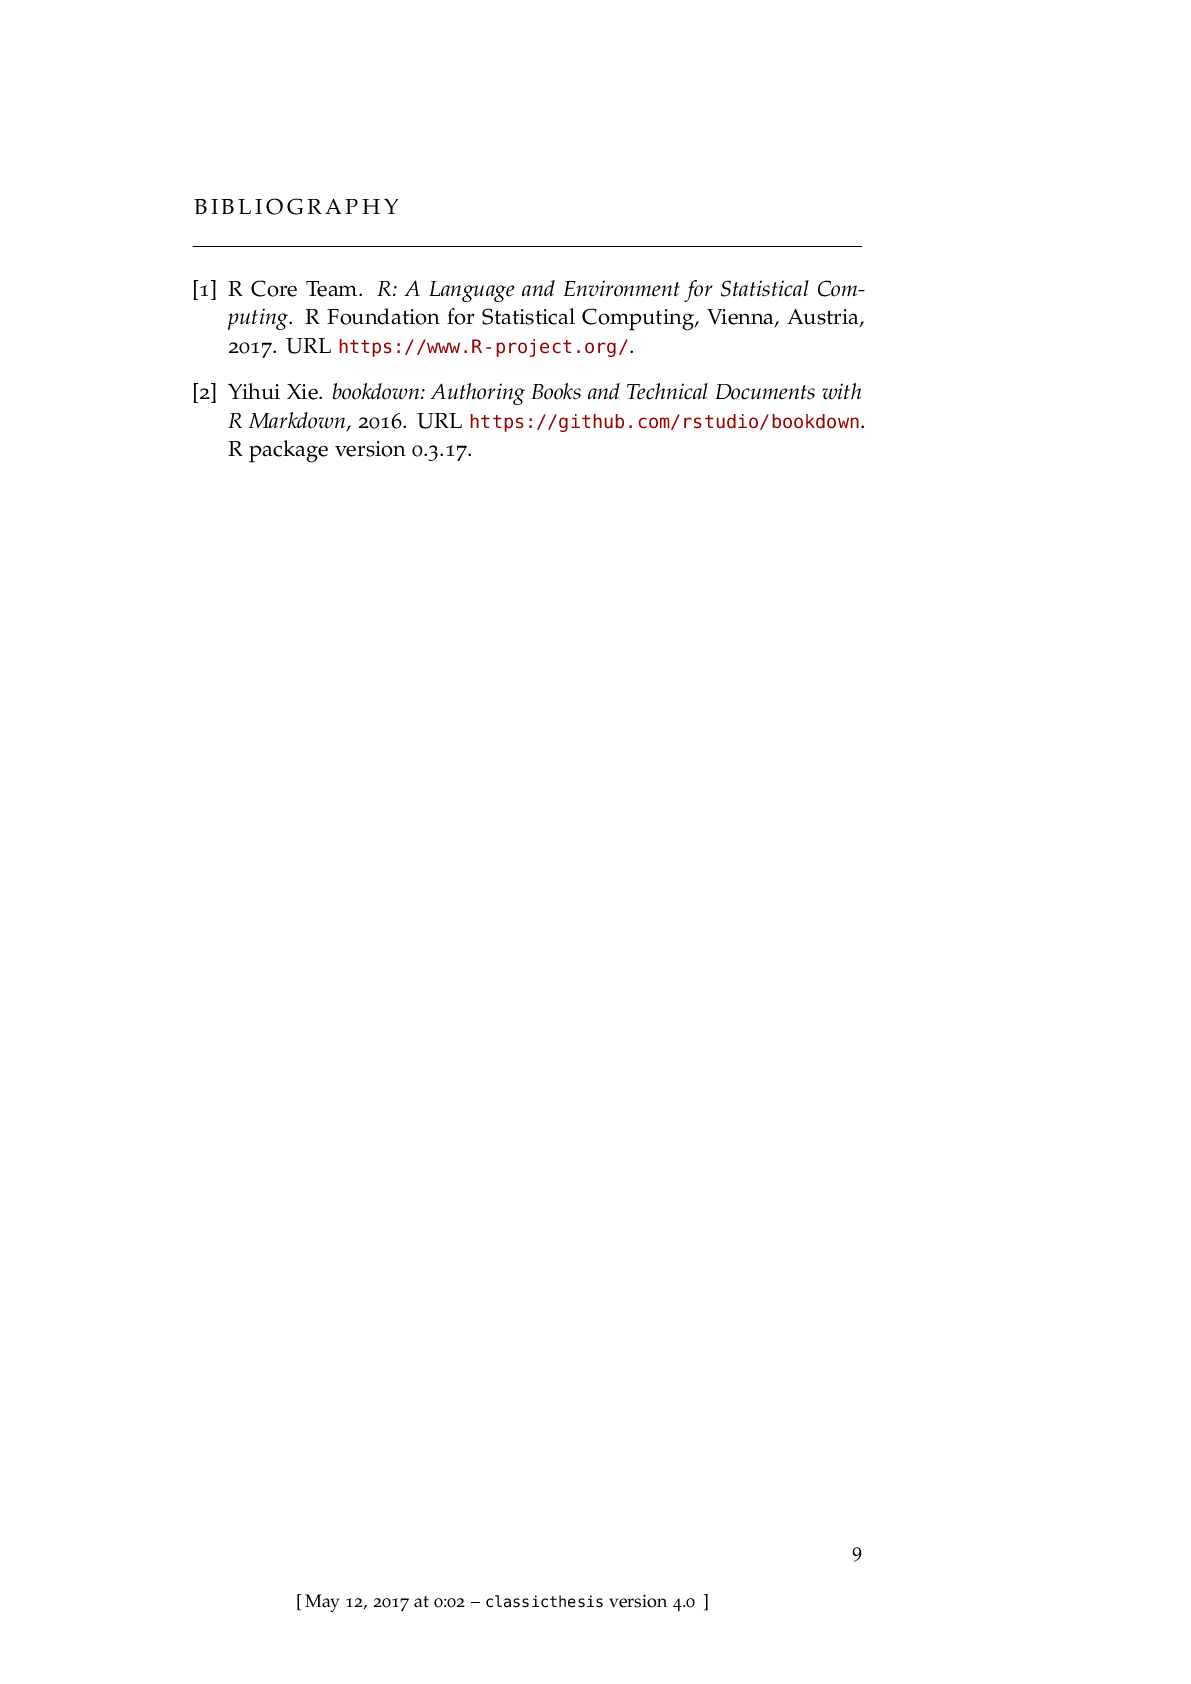 BIBLIOGRAPHY
[1] R Core Team. R: A Language and Environment for Statistical Com-
puting. R Foundation for Statistical Computing, Vienna, Austria,
2017. URL https://www.R-project.org/.
[2] Yihui Xie. bookdown: Authoring Books and Technical Documents with
R Markdown, 2016. URL https://github.com/rstudio/bookdown.
R package version 0.3.17.
9
[ May 12, 2017 at 0:02 – classicthesis version 4.0 ]